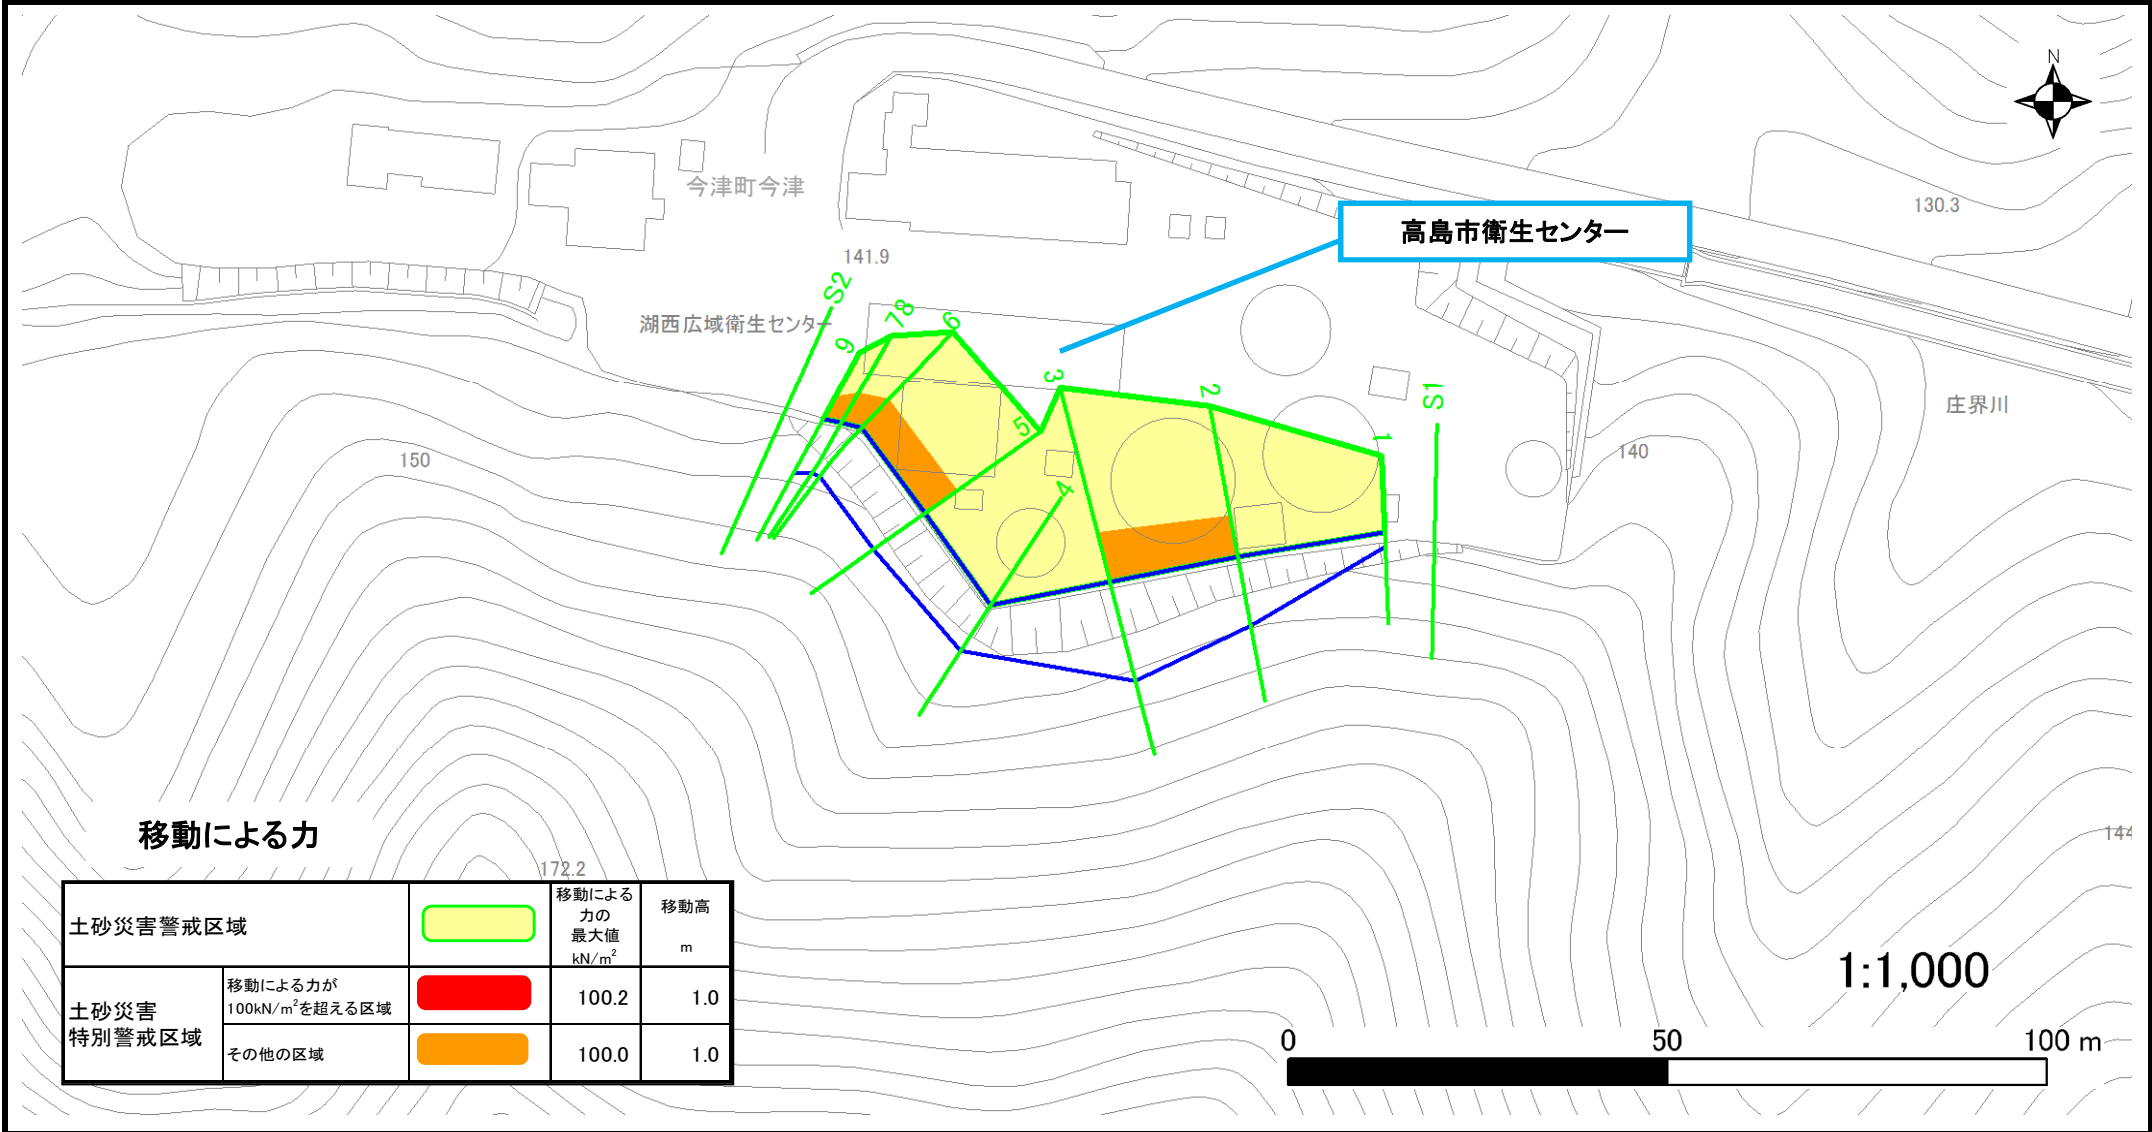 N
今津町今津
130.3
高島市衛生センター
141.9
S2
湖西広域衛生センター
9
78
6
3
2
S1
1
5
4
庄界川
150
140
144
移動による力
172.2
土砂災害警戒区域
移動による
力の
最大値
kN/m²
移動高
m
土砂災害
特別警戒区域
移動による力が
100kN/m²を超える区域
100.2
1.0
その他の区域
100.0
1.0
1:1,000
0
50
100 m